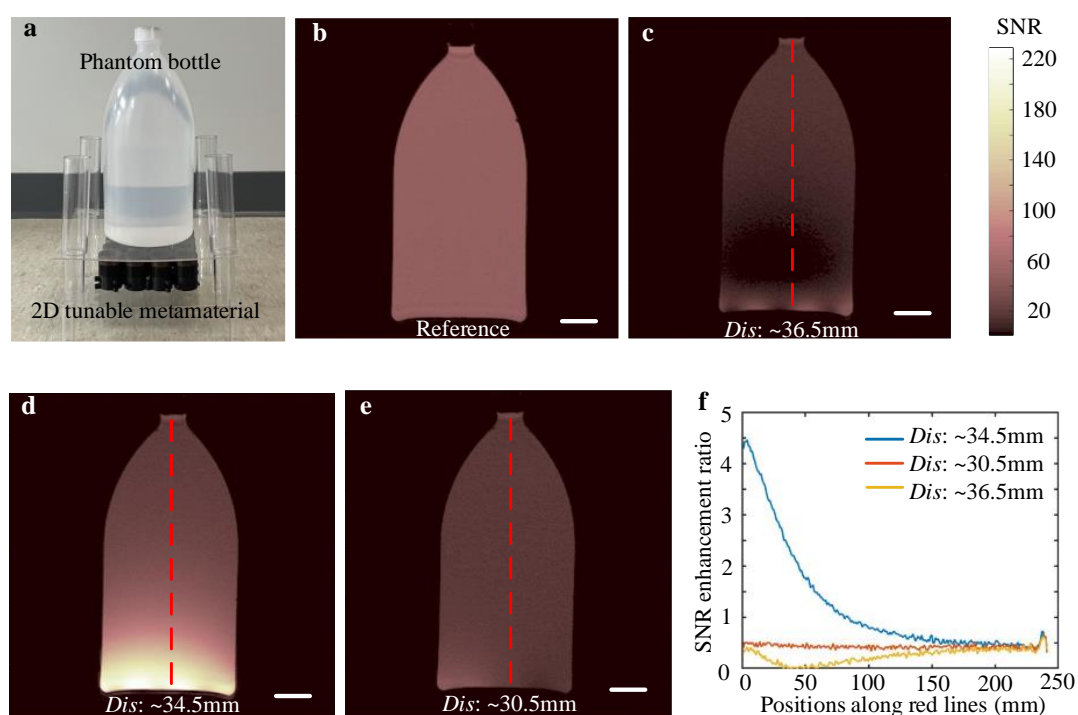 a
Phantom bottle
2D tunable metamaterial
b
Reference
c
Dis: ~36.5mm
SNR
220
180
140
100
60
20
d
Dis: ~34.5mm
e
Dis: ~30.5mm
f
SNR enhancement ratio
5
4
3
2
1
0
Dis: ~34.5mm
Dis: ~30.5mm
Dis: ~36.5mm
0
50
100
150
200
250
Positions along red lines (mm)